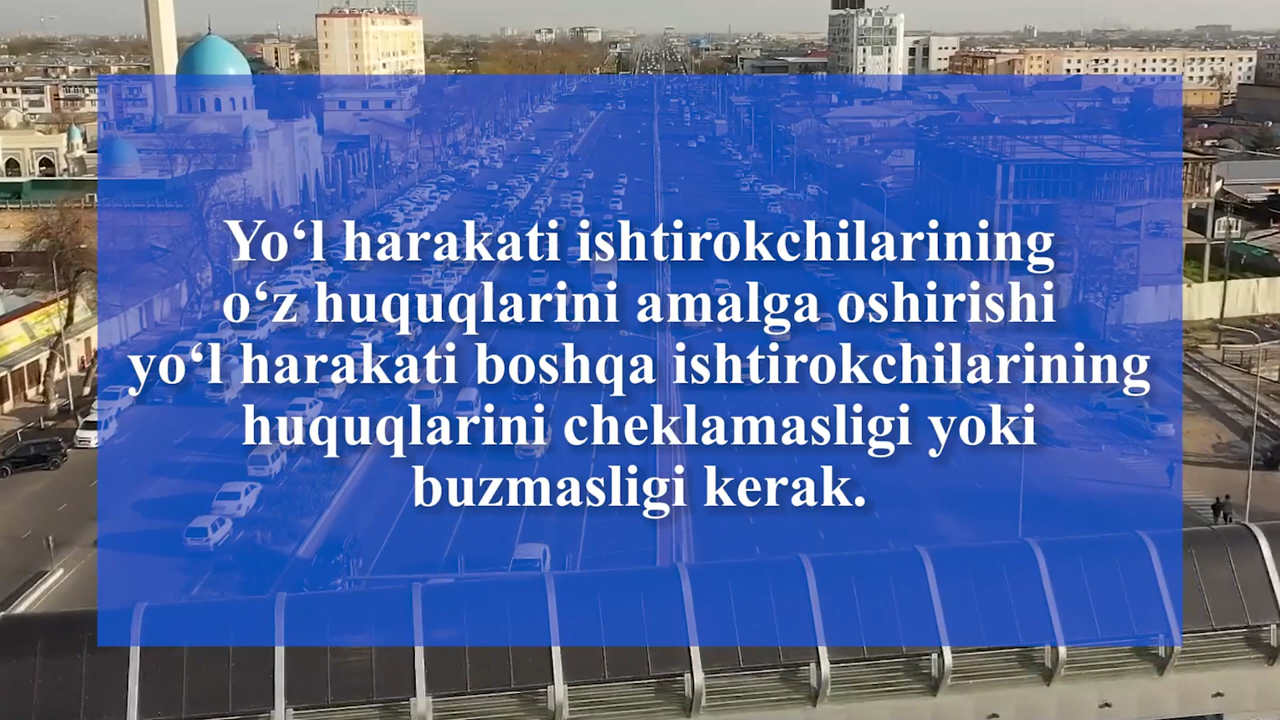 Yo‘l harakati ishtirokchilarining
o‘z huquqlarini amalga oshirishi
yo‘l harakati boshqa ishtirokchilarining
huquqlarini cheklamasligi yoki
buzmasligi kerak.